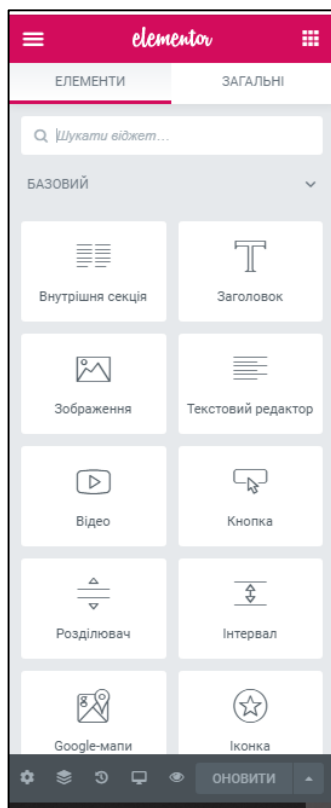 elementor
ЕЛЕМЕНТИ ЗАГАЛЬНІ
Шукати віджет...
БАЗОВИЙ
Внутрішня секція Заголовок
Зображення Текстовий редактор
Відео Кнопка
Розділювач Інтервал
Google-мапи Іконка
ОНОВИТИ